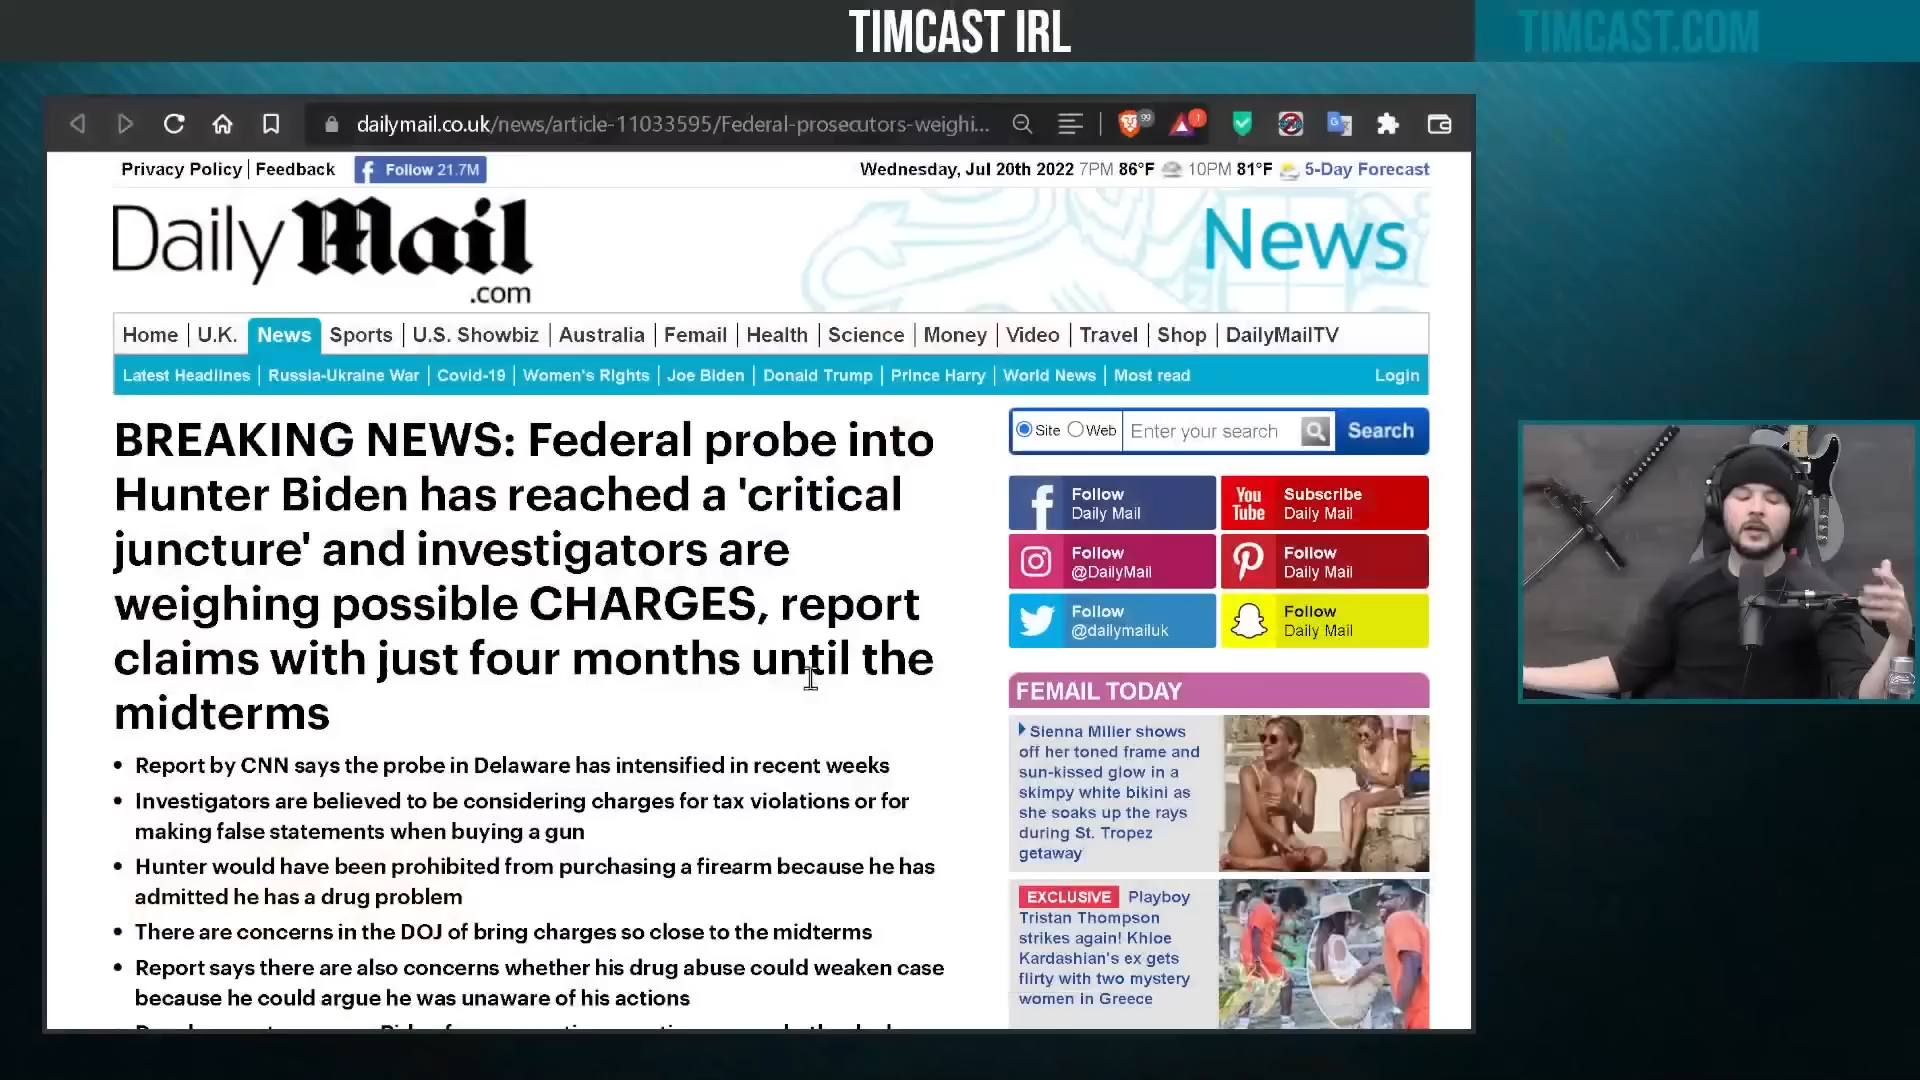 TIMCAST IRL
TIMCAST.COM
dailymail.co.uk/news/article-11033595/Federal-prosecutors-weighi...
99
1
Privacy Policy | Feedback
Follow 21.7M
Wednesday, Jul 20th 2022 7PM 86°F 10PM 81°F 5-Day Forecast
Daily Mail
.com
News
Home | U.K. News Sports | U.S. Showbiz | Australia | Femail | Health | Science | Money | Video | Travel | Shop | DailyMailTV
Latest Headlines | Russia-Ukraine War | Covid-19 | Women's Rights | Joe Biden | Donald Trump | Prince Harry | World News | Most read
Login
BREAKING NEWS: Federal probe into
Hunter Biden has reached a 'critical
juncture' and investigators are
weighing possible CHARGES, report
claims with just four months until the
midterms
• Report by CNN says the probe in Delaware has intensified in recent weeks
• Investigators are believed to be considering charges for tax violations or for
making false statements when buying a gun
• Hunter would have been prohibited from purchasing a firearm because he has
admitted he has a drug problem
• There are concerns in the DOJ of bring charges so close to the midterms
• Report says there are also concerns whether his drug abuse could weaken case
because he could argue he was unaware of his actions
Site Web Enter your search Search
Follow
Daily Mail
You
Tube
Subscribe
Daily Mail
Follow
@DailyMail
Follow
Daily Mail
Follow
@dailymailuk
Follow
Daily Mail
FEMAIL TODAY
Sienna Miller shows
off her toned frame and
sun-kissed glow in a
skimpy white bikini as
she soaks up the rays
during St. Tropez
getaway
EXCLUSIVE Playboy
Tristan Thompson
strikes again! Khloe
Kardashian's ex gets
flirty with two mystery
women in Greece